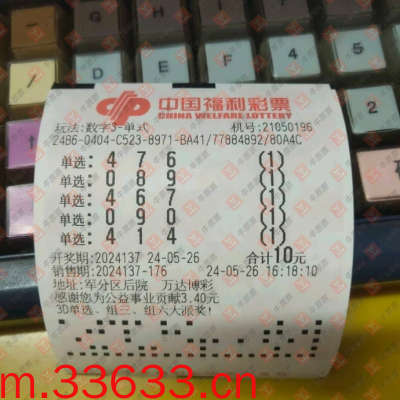 中国福利彩票
CHINA WELFARE LOTTERY
玩法:数字3-单式 机号:21050196
24B6-0404-C523-8971-BA41/77884892/80A4C
单选: 4 7 6 (1)
单选: 0 8 9 (1)
单选: 4 6 7 (1)
单选: 0 9 0 (1)
单选: 4 1 4 (1)
开奖期:2024137 24-05-26 合计10元
销售期:2024137-176 24-05-26 16:18:10
地址:军分区后院 万达博彩
感谢您为公益事业贡献3.40元
3D单选、组三、组六大派奖!
m.33633.cn